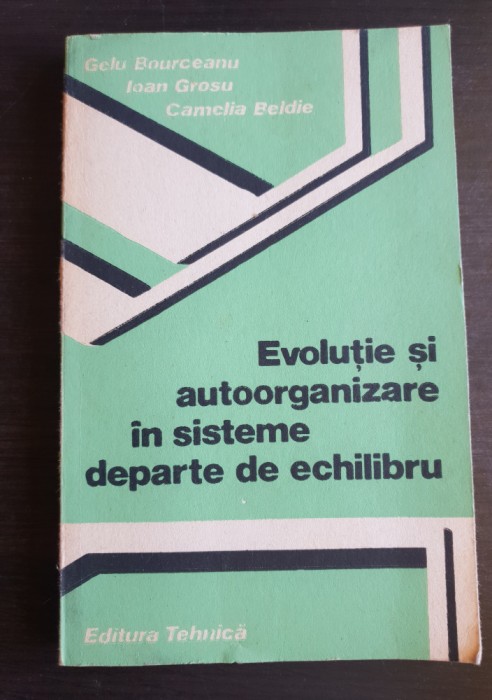 Gelu Bourceanu
Ioan Grosu
Camelia Beldie
Evoluție și
autoorganizare
în sisteme
departe de echilibru
Editura Tehnică